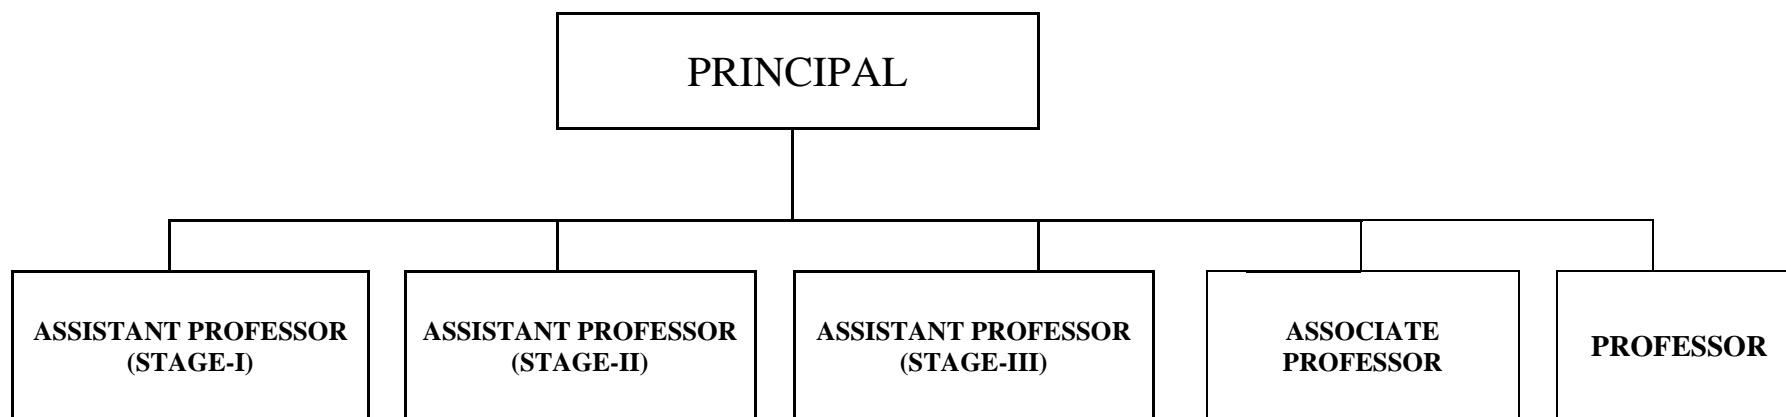 PRINCIPAL
ASSISTANT PROFESSOR
(STAGE-I)
ASSISTANT PROFESSOR
(STAGE-II)
ASSISTANT PROFESSOR
(STAGE-III)
ASSOCIATE
PROFESSOR
PROFESSOR